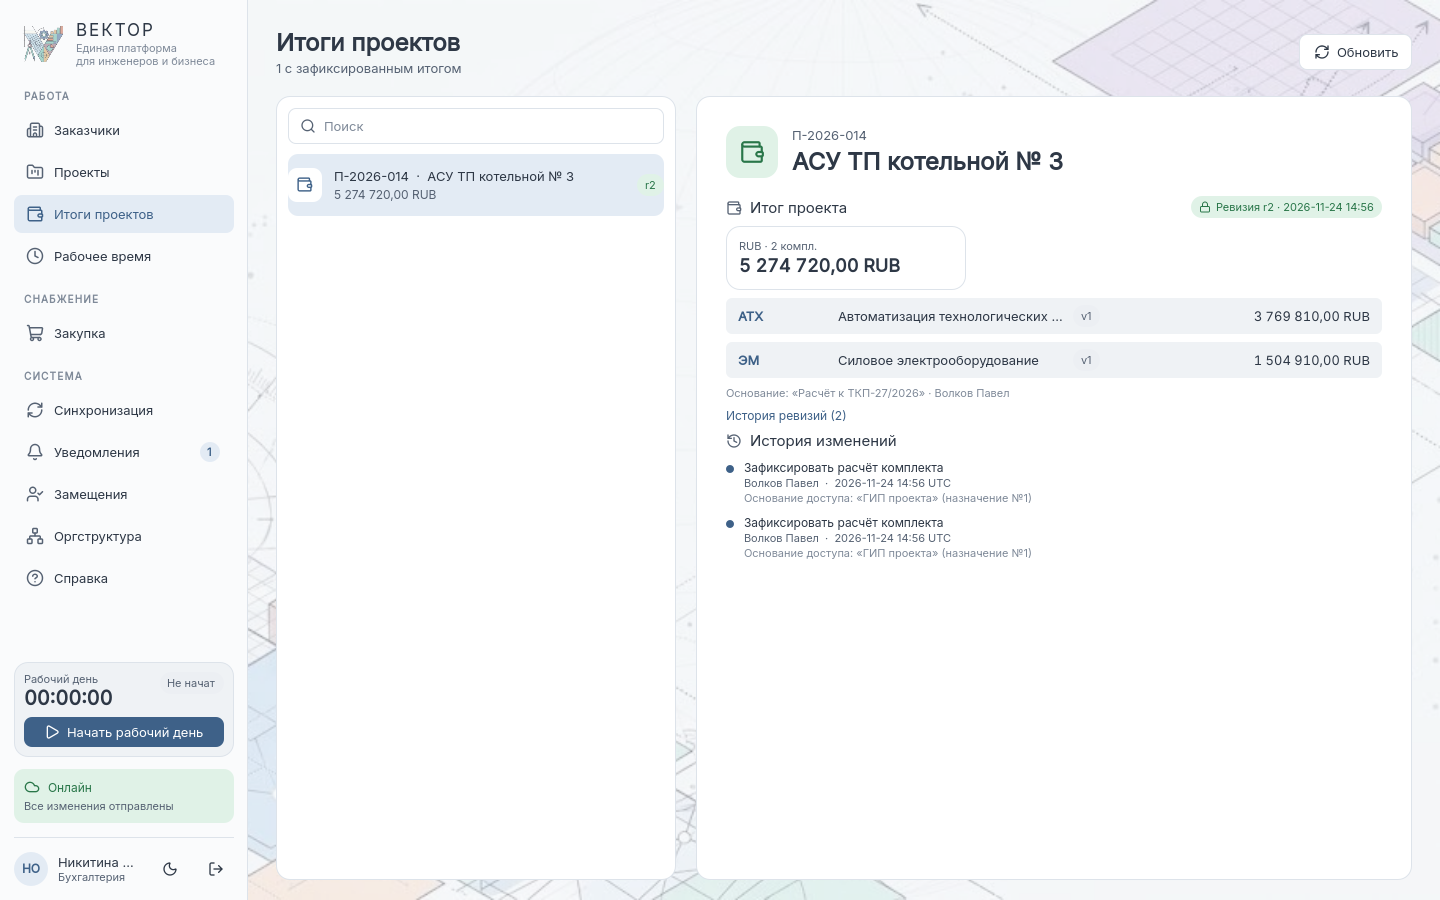 ВЕКТОР
Единая платформа
для инженеров и бизнеса
РАБОТА
Заказчики
Проекты
Итоги проектов
Рабочее время
СНАБЖЕНИЕ
Закупка
СИСТЕМА
Синхронизация
Уведомления 1
Замещения
Оргструктура
Справка
Рабочий день
Не начат
00:00:00
Начать рабочий день
Онлайн
Все изменения отправлены
НО
Никитина ...
Бухгалтерия
Итоги проектов
1 с зафиксированным итогом
Обновить
Поиск
П-2026-014 · АСУ ТП котельной № 3
5 274 720,00 RUB
r2
П-2026-014
АСУ ТП котельной № 3
Итог проекта
Ревизия r2 · 2026-11-24 14:56
RUB · 2 компл.
5 274 720,00 RUB
АТХ Автоматизация технологических ... v1 3 769 810,00 RUB
ЭМ Силовое электрооборудование v1 1 504 910,00 RUB
Основание: «Расчёт к ТКП-27/2026» · Волков Павел
История ревизий (2)
История изменений
Зафиксировать расчёт комплекта
Волков Павел · 2026-11-24 14:56 UTC
Основание доступа: «ГИП проекта» (назначение №1)
Зафиксировать расчёт комплекта
Волков Павел · 2026-11-24 14:56 UTC
Основание доступа: «ГИП проекта» (назначение №1)